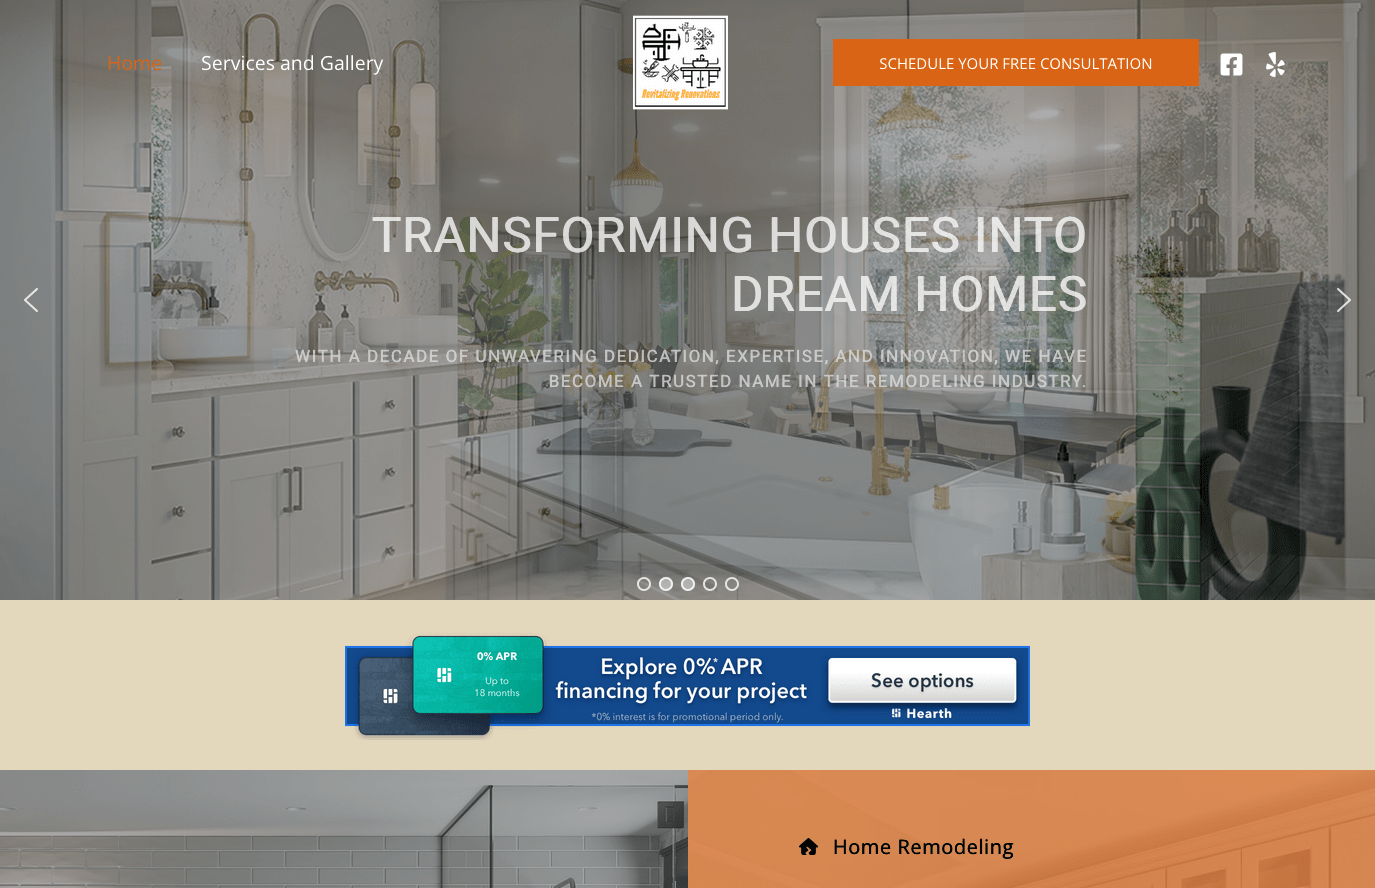 Home
Services and Gallery
Revitalizing Renovations
SCHEDULE YOUR FREE CONSULTATION
TRANSFORMING HOUSES INTO
DREAM HOMES
WITH A DECADE OF UNWAVERING DEDICATION, EXPERTISE, AND INNOVATION, WE HAVE
BECOME A TRUSTED NAME IN THE REMODELING INDUSTRY.
0% APR
Up to
18 months
Explore 0%* APR
financing for your project
*0% interest is for promotional period only.
See options
Hearth
Home Remodeling